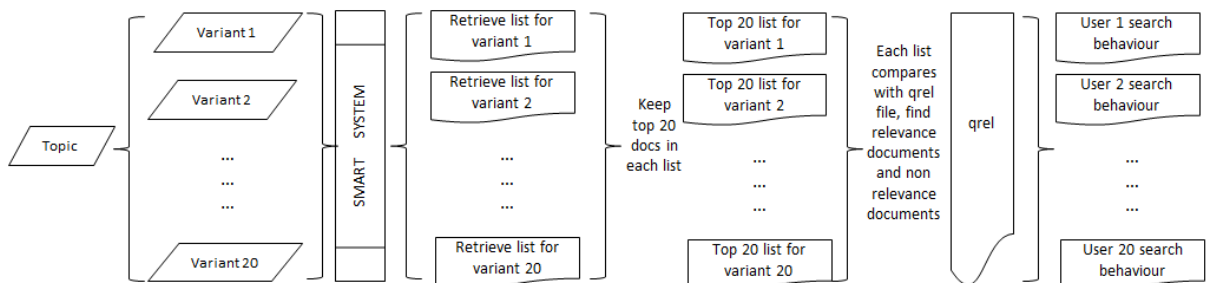 Topic
Variant 1
Variant 2
...
...
...
Variant 20
SMART SYSTEM
Retrieve list for
variant 1
Retrieve list for
variant 2
...
...
...
Retrieve list for
variant 20
Keep
top 20
docs in
each list
Top 20 list for
variant 1
Top 20 list for
variant 2
...
...
...
Top 20 list for
variant 20
Each list
compares
with qrel
file, find
relevance
documents
and non
relevance
documents
qrel
User 1 search
behaviour
User 2 search
behaviour
...
...
...
User 20 search
behaviour